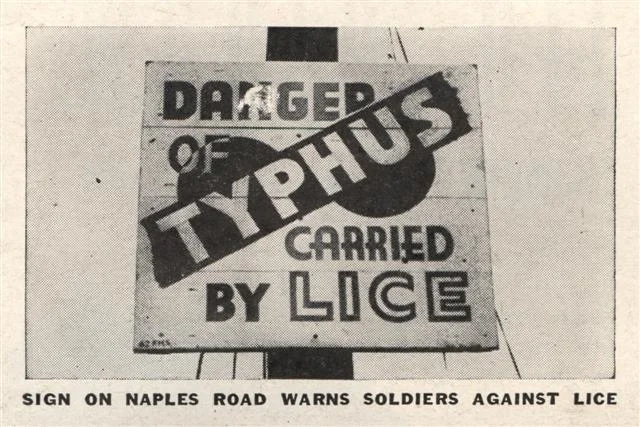 DANGER
OF
TYPHUS
CARRIED
BY LICE
SIGN ON NAPLES ROAD WARNS SOLDIERS AGAINST LICE